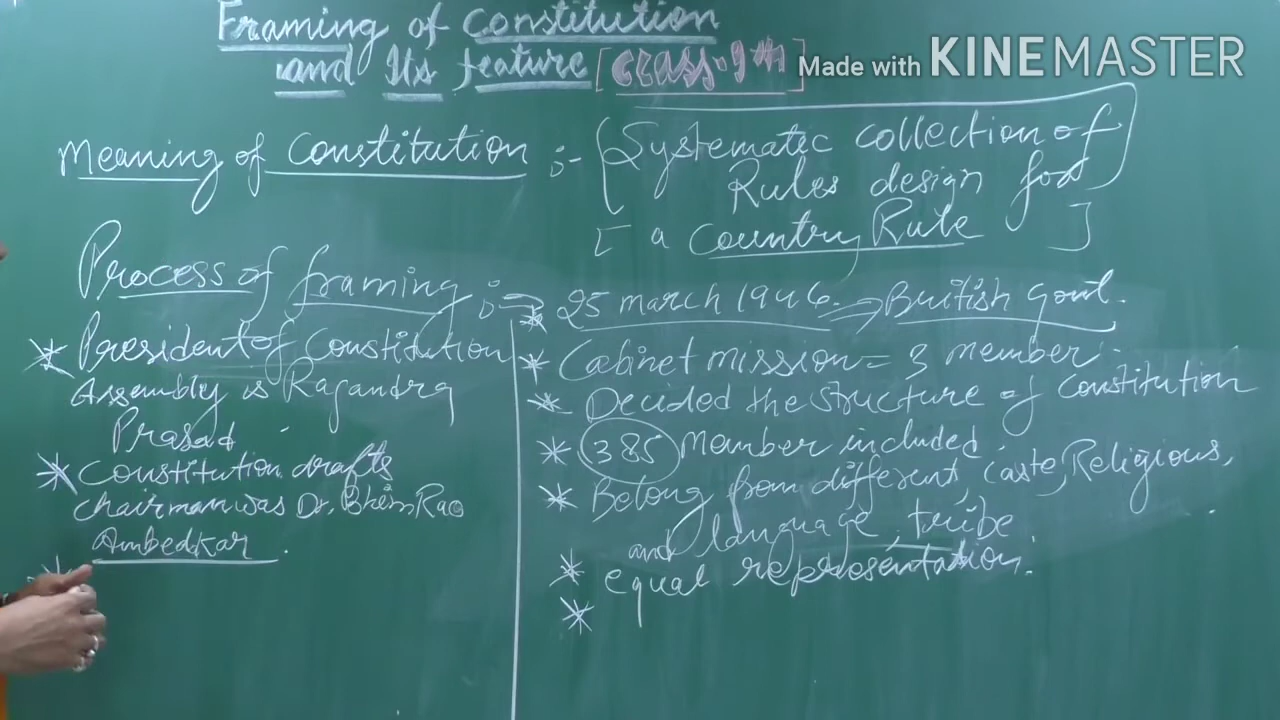 Framing of Constitution
and Its feature [Class-9th]
Made with KINEMASTER
Meaning of Constitution :- [Systematic collection of
Rules design for
[a Country Rule]
Process of framing :-
* President of Constitution
Assembly is Ragandra
Prasad
* Constitution drafts
chairman was Dr. Bhim Rao
Ambedkar.
*
* 25 march 1946. → British Govt.
* Cabinet mission = 3 member
* Decided the structure of Constitution
* 385 member included
* Belong from different, Caste, Religious,
and language, tribe
* equal representation.
*